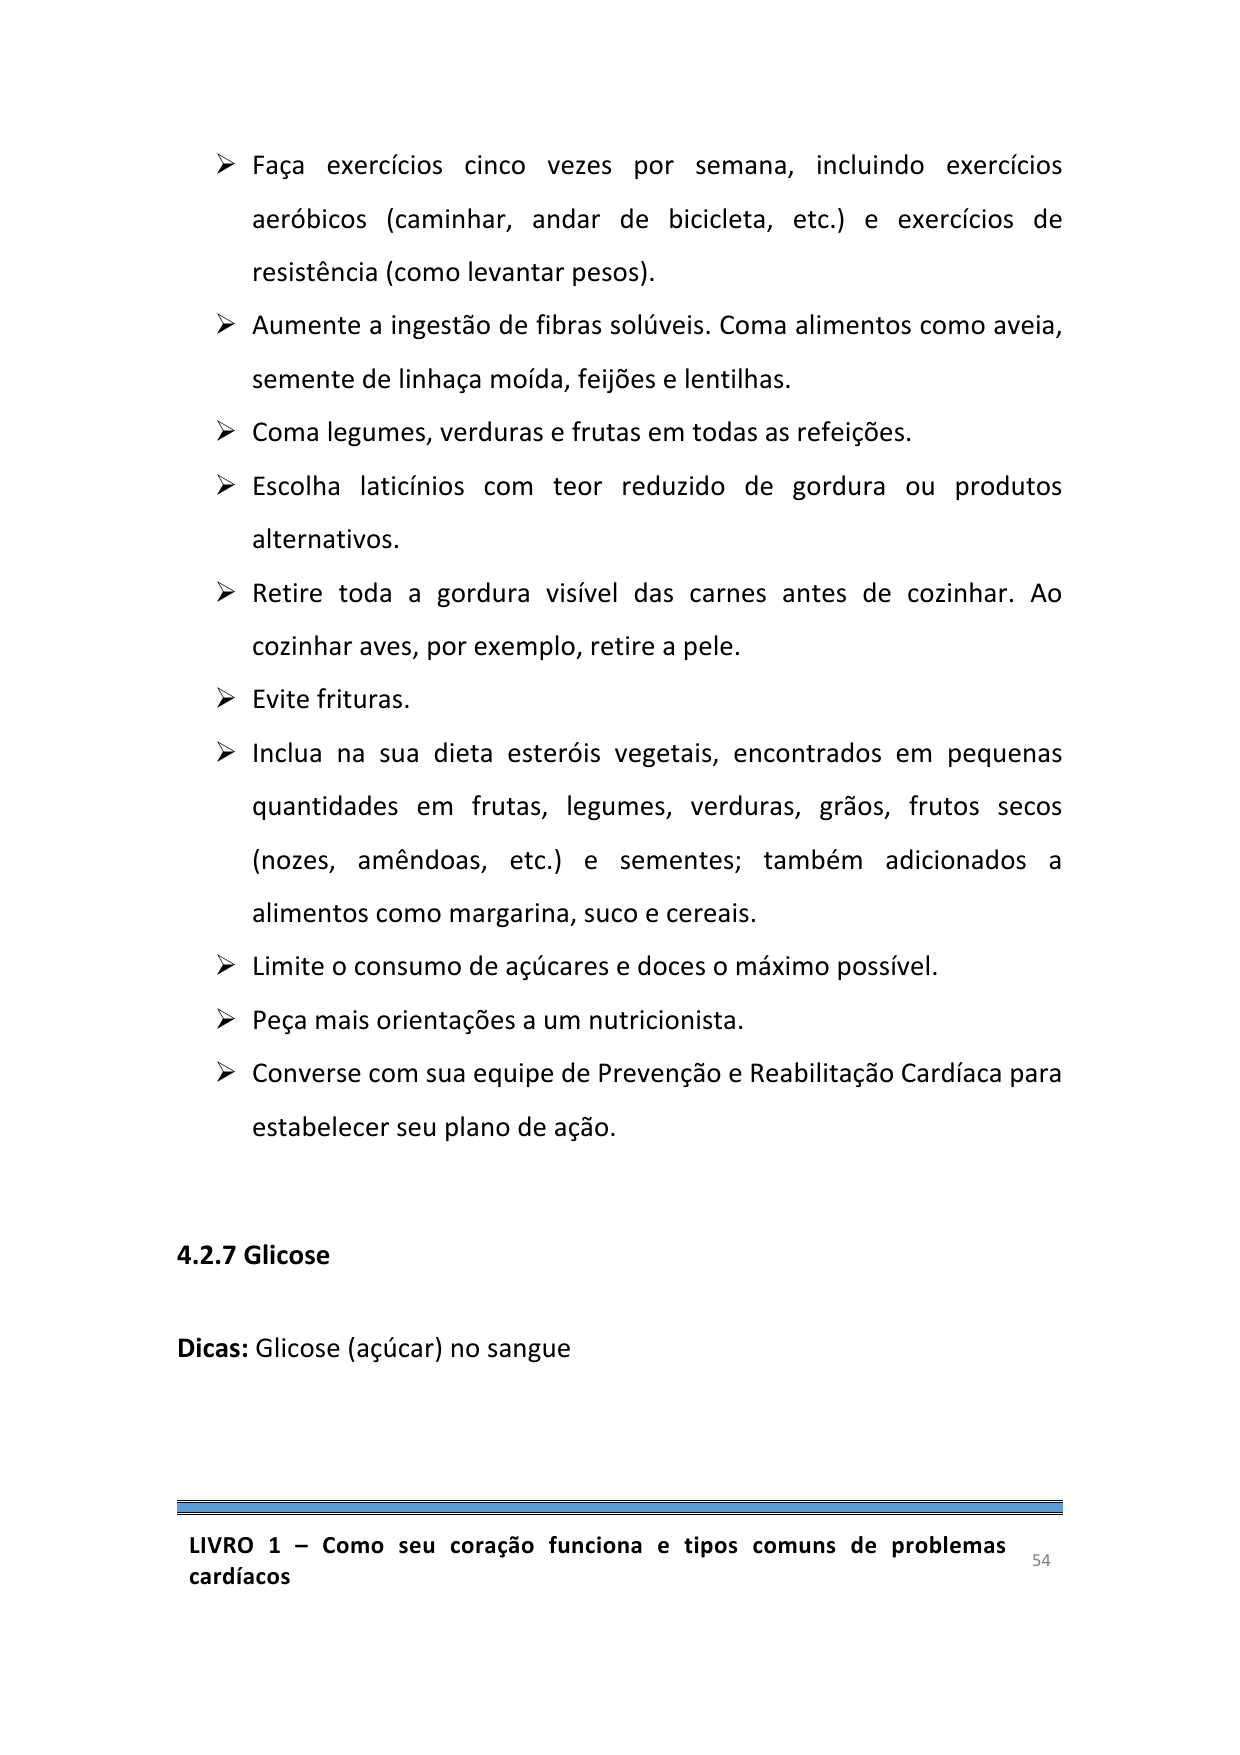 ➢ Faça exercícios cinco vezes por semana, incluindo exercícios
aeróbicos (caminhar, andar de bicicleta, etc.) e exercícios de
resistência (como levantar pesos).
➢ Aumente a ingestão de fibras solúveis. Coma alimentos como aveia,
semente de linhaça moída, feijões e lentilhas.
➢ Coma legumes, verduras e frutas em todas as refeições.
➢ Escolha laticínios com teor reduzido de gordura ou produtos
alternativos.
➢ Retire toda a gordura visível das carnes antes de cozinhar. Ao
cozinhar aves, por exemplo, retire a pele.
➢ Evite frituras.
➢ Inclua na sua dieta esteróis vegetais, encontrados em pequenas
quantidades em frutas, legumes, verduras, grãos, frutos secos
(nozes, amêndoas, etc.) e sementes; também adicionados a
alimentos como margarina, suco e cereais.
➢ Limite o consumo de açúcares e doces o máximo possível.
➢ Peça mais orientações a um nutricionista.
➢ Converse com sua equipe de Prevenção e Reabilitação Cardíaca para
estabelecer seu plano de ação.
4.2.7 Glicose
Dicas: Glicose (açúcar) no sangue
LIVRO 1 – Como seu coração funciona e tipos comuns de problemas
cardíacos
54